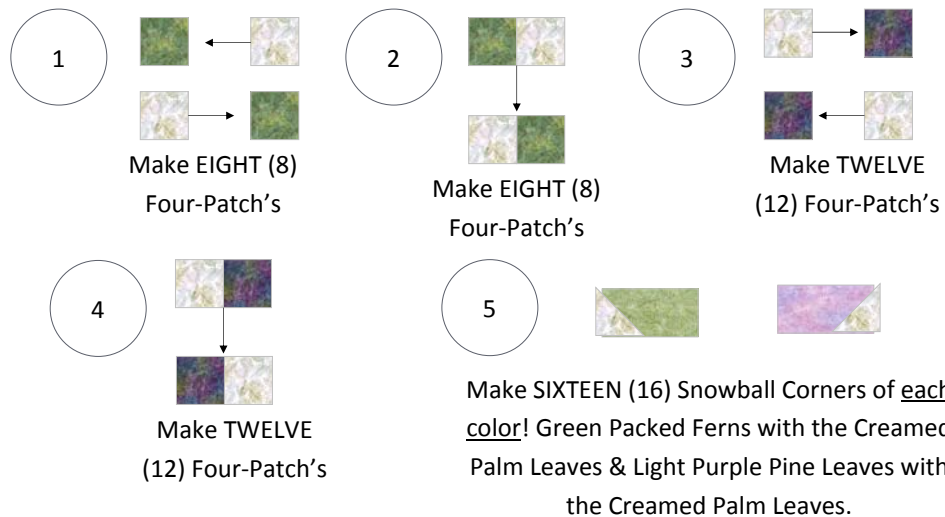 1
2
3
Make EIGHT (8)
Four-Patch's
Make EIGHT (8)
Four-Patch's
Make TWELVE
(12) Four-Patch's
4
Make TWELVE
(12) Four-Patch's
5
Make SIXTEEN (16) Snowball Corners of each
color! Green Packed Ferns with the Creamed
Palm Leaves & Light Purple Pine Leaves with
the Creamed Palm Leaves.